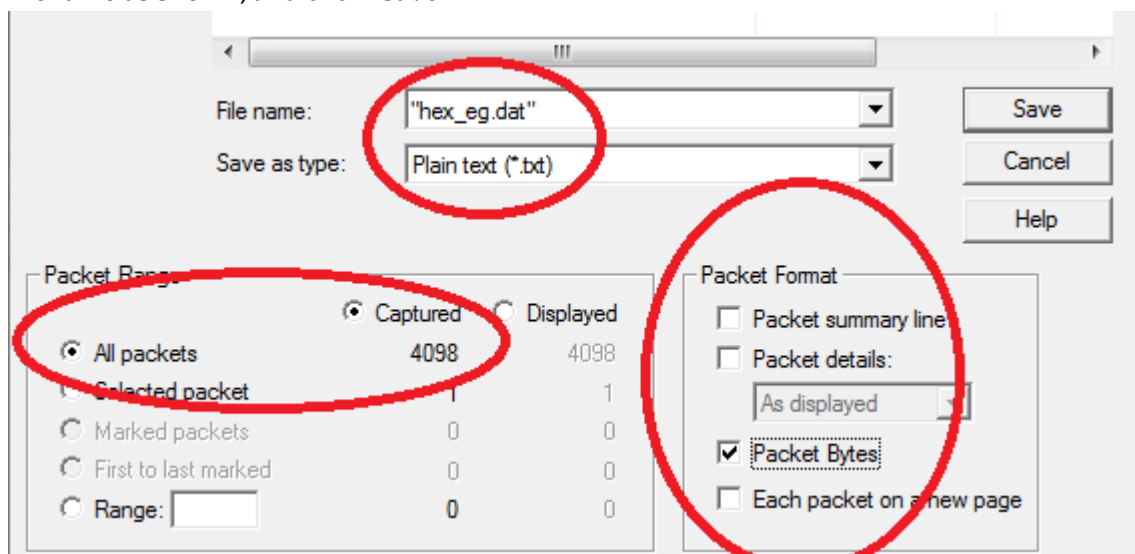 File name: "hex_eg.dat" Save
Save as type: Plain text (*.txt) Cancel
Help
Packet Range Packet Format
Captured Displayed Packet summary line
All packets 4098 4098 Packet details:
Selected packet 1 1 As displayed
Marked packets 0 0 Packet Bytes
First to last marked 0 0 Each packet on a new page
Range: 0 0